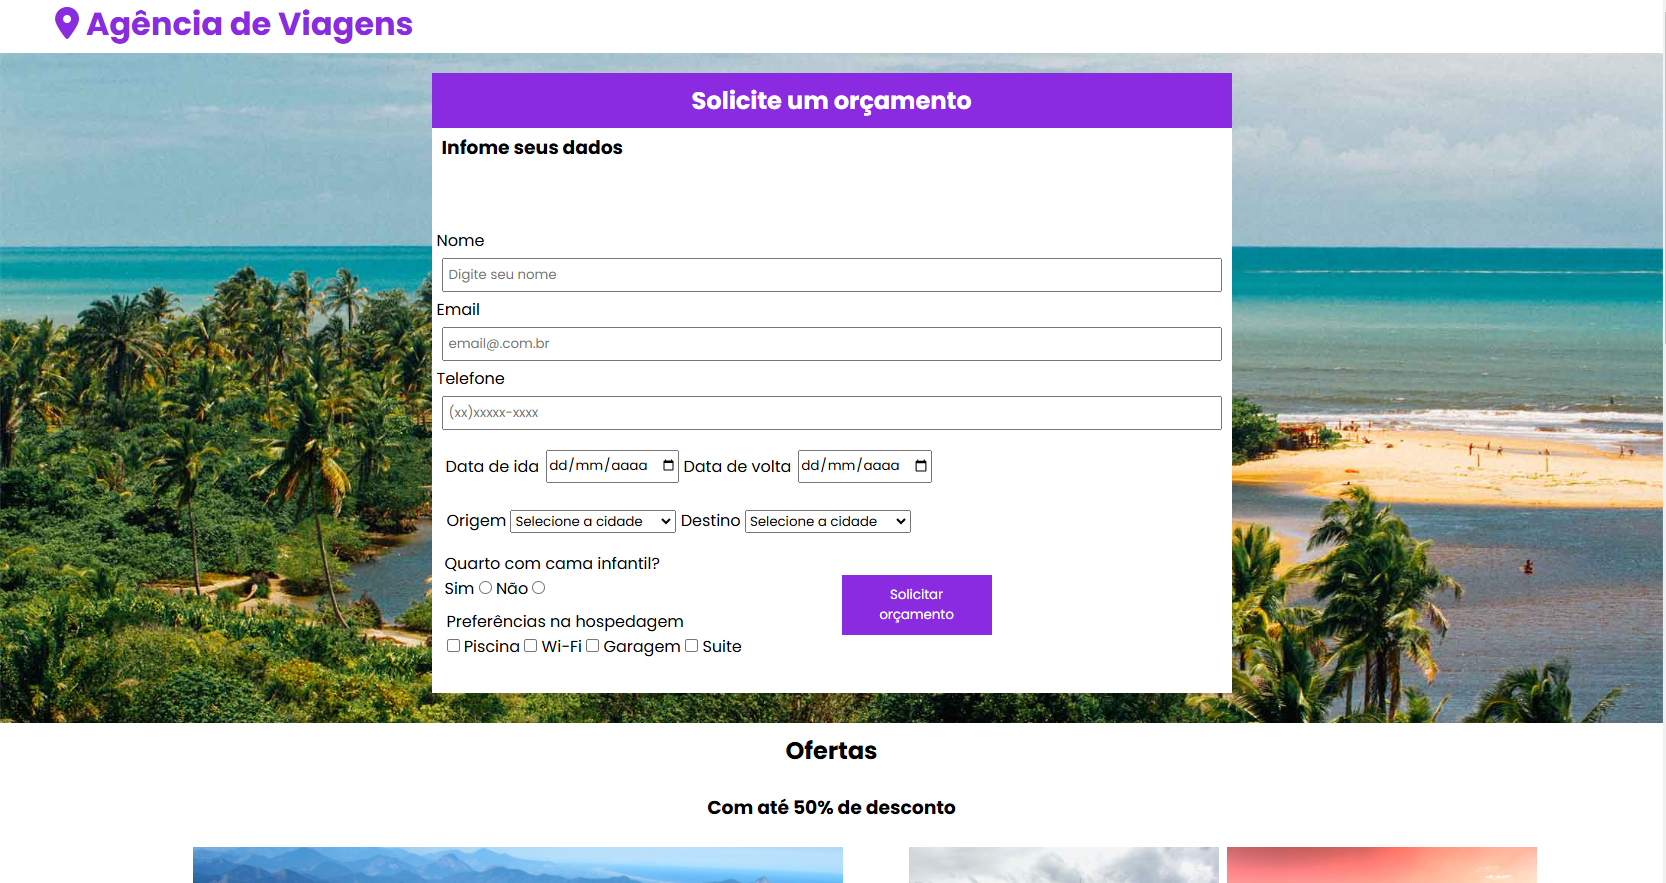 Agência de Viagens
Solicite um orçamento
Infome seus dados
Nome
Digite seu nome
Email
email@.com.br
Telefone
(xx)xxxxx-xxxx
Data de ida dd/mm/aaaa Data de volta dd/mm/aaaa
Origem Selecione a cidade Destino Selecione a cidade
Quarto com cama infantil?
Sim Não
Preferências na hospedagem
Piscina Wi-Fi Garagem Suite
Solicitar
orçamento
Ofertas
Com até 50% de desconto